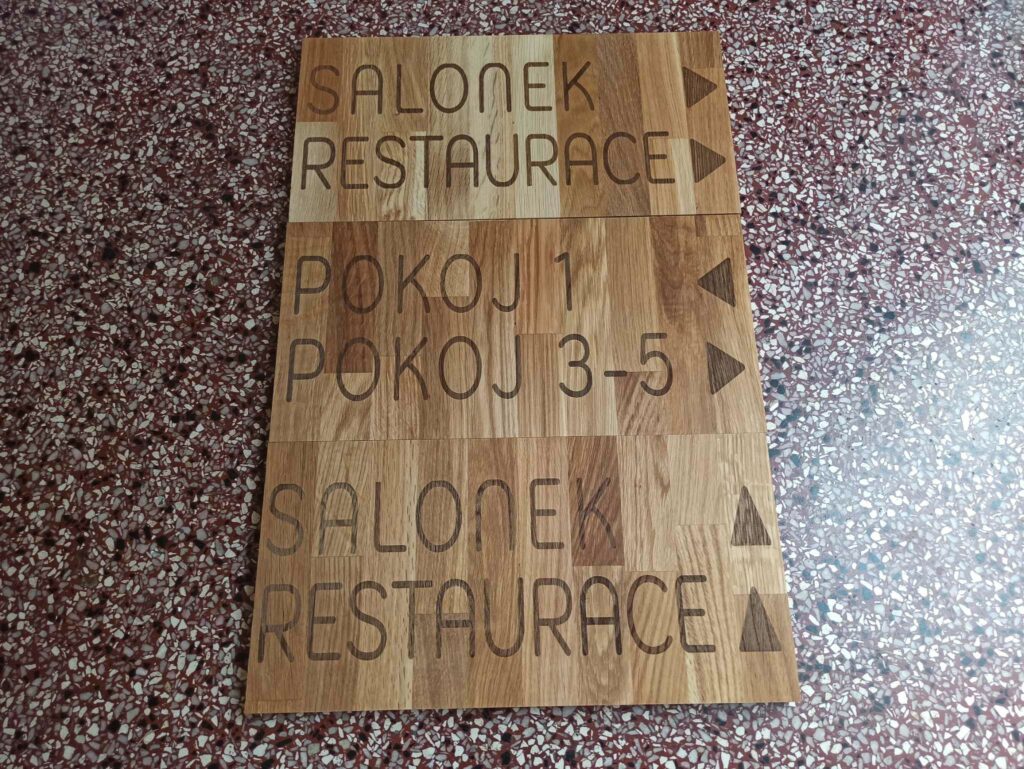 SALONEK ▶
RESTAURACE ▶
POKOJ 1 ◀
POKOJ 3-5 ▶
SALONEK ▲
RESTAURACE ▲